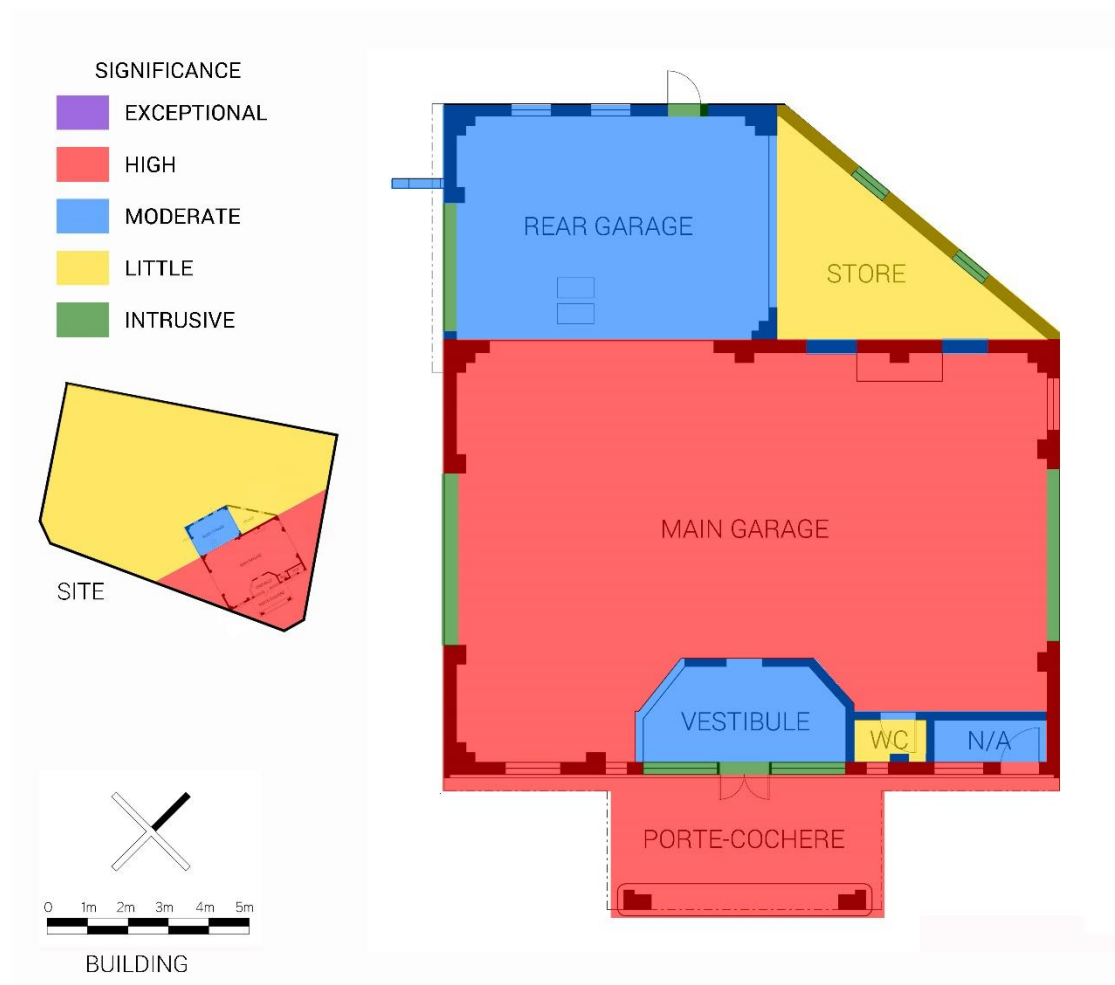 SIGNIFICANCE
EXCEPTIONAL
HIGH
MODERATE
LITTLE
INTRUSIVE
SITE
0 1m 2m 3m 4m 5m
BUILDING
REAR GARAGE
STORE
MAIN GARAGE
VESTIBULE
WC
N/A
PORTE-COCHERE